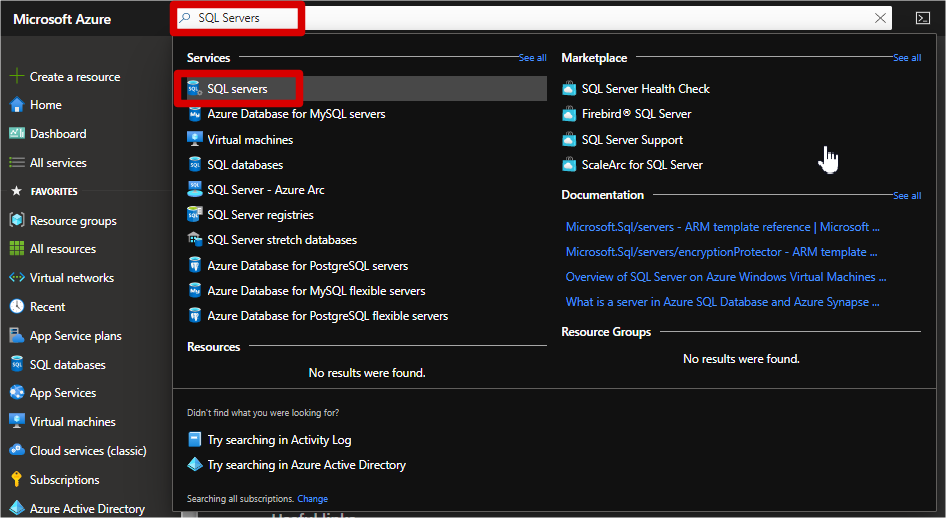 Microsoft Azure
SQL Servers
Create a resource
Home
Dashboard
All services
FAVORITES
Resource groups
All resources
Virtual networks
Recent
App Service plans
SQL databases
App Services
Virtual machines
Cloud services (classic)
Subscriptions
Azure Active Directory
Services
See all
SQL servers
Azure Database for MySQL servers
Virtual machines
SQL databases
SQL Server - Azure Arc
SQL Server registries
SQL Server stretch databases
Azure Database for PostgreSQL servers
Azure Database for MySQL flexible servers
Azure Database for PostgreSQL flexible servers
Resources
No results were found.
Marketplace
See all
SQL Server Health Check
Firebird® SQL Server
SQL Server Support
ScaleArc for SQL Server
Documentation
See all
Microsoft.Sql/servers - ARM template reference | Microsoft ...
Microsoft.Sql/servers/encryptionProtector - ARM template ...
Overview of SQL Server on Azure Windows Virtual Machines ...
What is a server in Azure SQL Database and Azure Synapse ...
Resource Groups
No results were found.
Didn't find what you were looking for?
Try searching in Activity Log
Try searching in Azure Active Directory
Searching all subscriptions. Change
Useful links